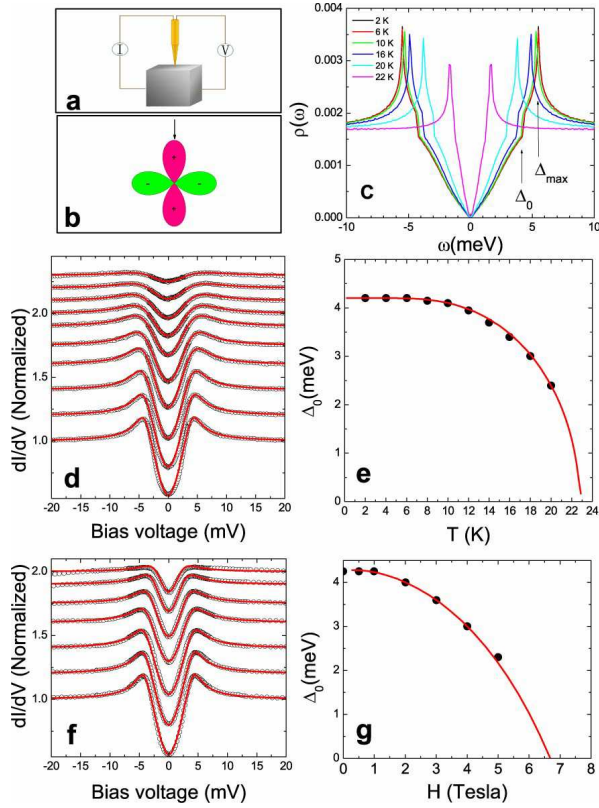 I
V
a
+
-
-
+
b
2 K
6 K
10 K
16 K
20 K
22 K
ρ(ω)
0.004
0.003
0.002
0.001
0.000
Δmax
Δ0
c
-10 -5 0 5 10
ω(meV)
dI/dV (Normalized)
2.0
1.5
1.0
d
-20 -15 -10 -5 0 5 10 15 20
Bias voltage (mV)
Δ0(meV)
5
4
3
2
1
0
e
0 2 4 6 8 10 12 14 16 18 20 22 24
T (K)
dI/dV (Normalized)
2.0
1.5
1.0
f
-20 -15 -10 -5 0 5 10 15 20
Bias voltage (mV)
Δ0(meV)
4
3
2
1
0
g
0 1 2 3 4 5 6 7 8
H (Tesla)